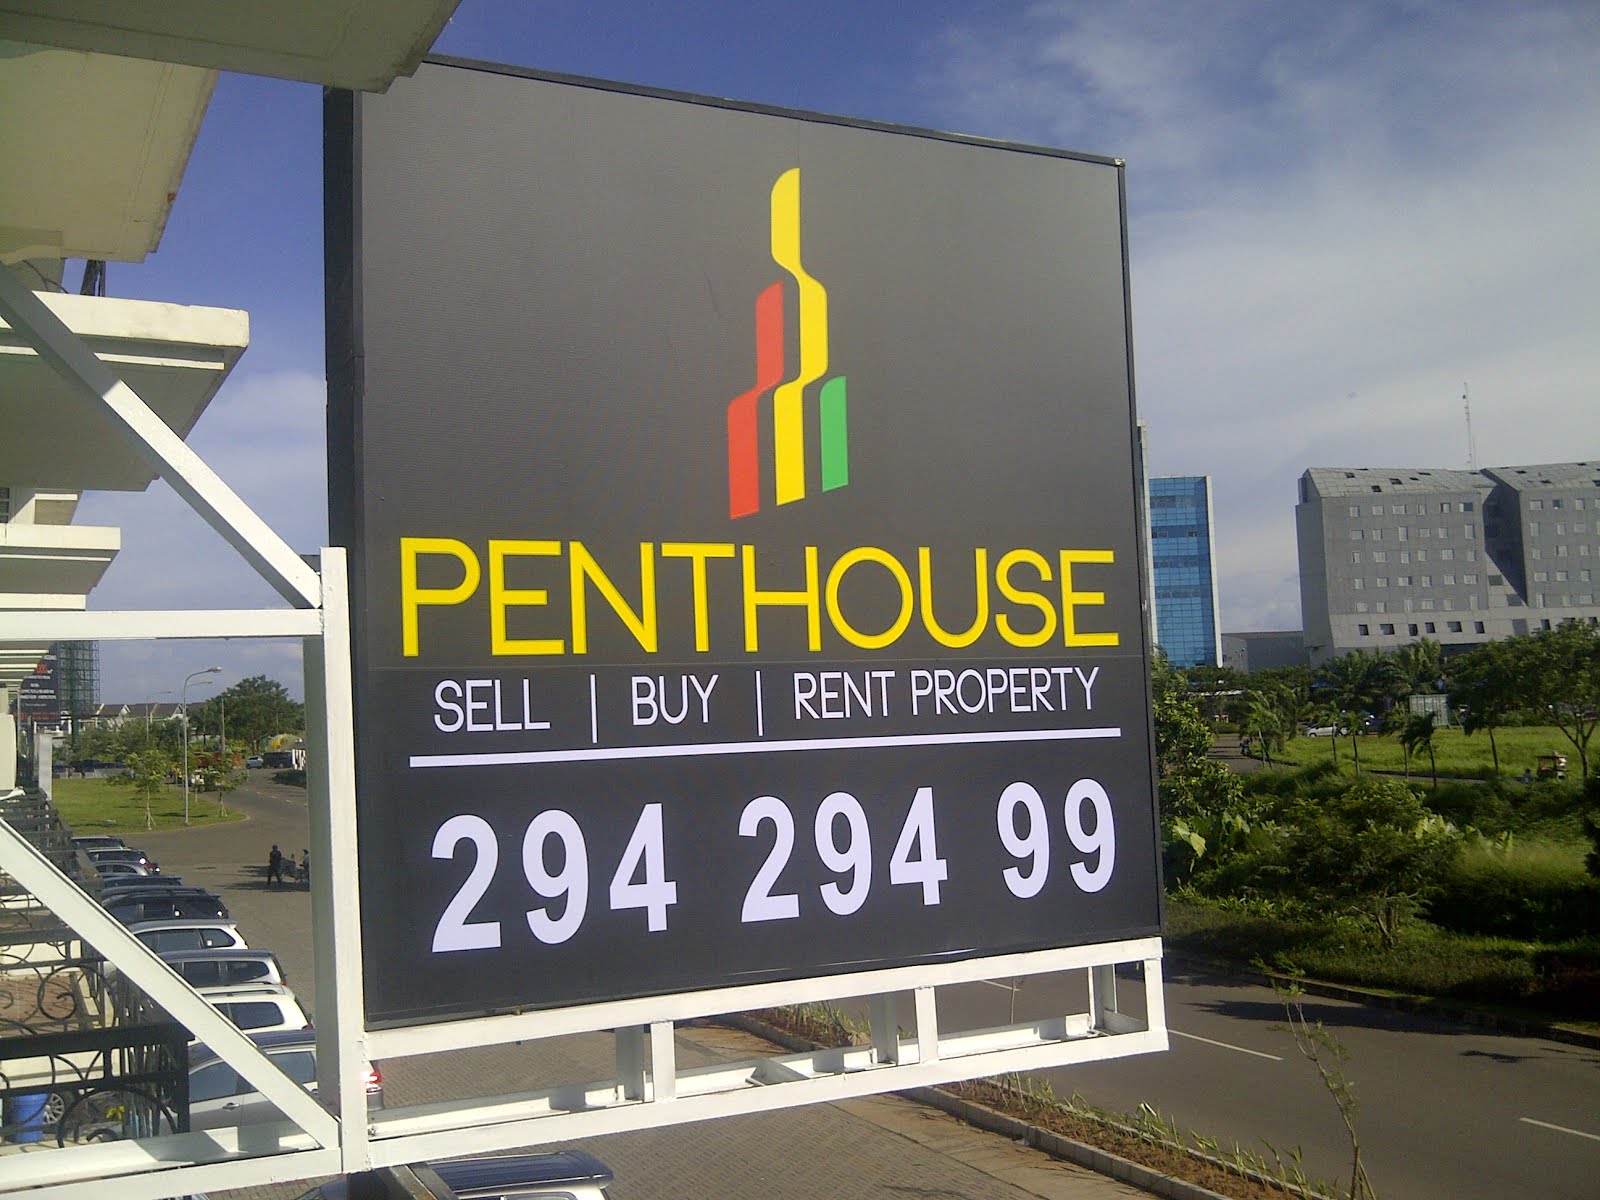 PENTHOUSE
SELL | BUY | RENT PROPERTY
294 294 99